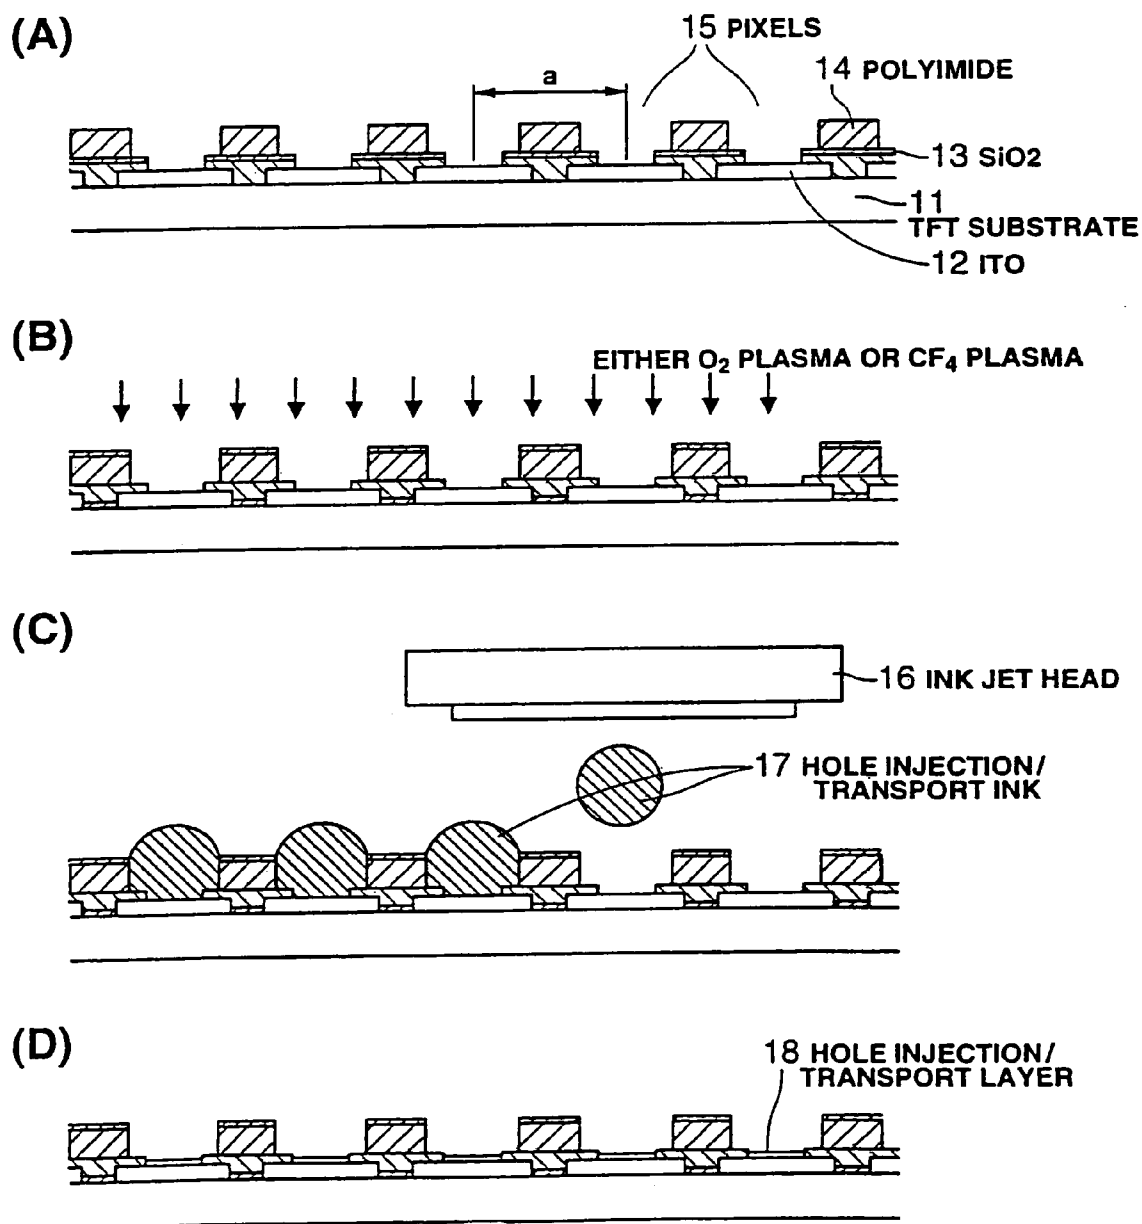 (A)
15 PIXELS
14 POLYIMIDE
a
13 SiO2
11
TFT SUBSTRATE
12 ITO
(B)
EITHER O₂ PLASMA OR CF₄ PLASMA
(C)
16 INK JET HEAD
17 HOLE INJECTION/
TRANSPORT INK
(D)
18 HOLE INJECTION/
TRANSPORT LAYER